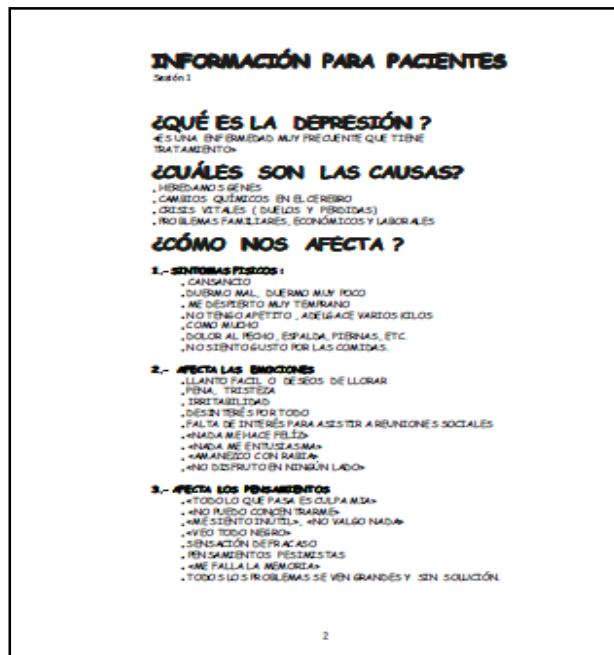 INFORMACIÓN PARA PACIENTES
Sesión 1
¿QUÉ ES LA DEPRESIÓN ?
«ES UNA ENFERMEDAD MUY FRECUENTE QUE TIENE
TRATAMIENTO»
¿CUÁLES SON LAS CAUSAS?
. HEREDAMOS GENES
. CAMBIOS QUÍMICOS EN EL CEREBRO
. CRISIS VITALES ( DUELOS Y PERDIDAS)
. PROBLEMAS FAMILIARES, ECONÓMICOS Y LABORALES
¿CÓMO NOS AFECTA ?
1.- SINTOMAS FISICOS :
. CANSANCIO
. DUERMO MAL, DUERMO MUY POCO
. ME DESPIERTO MUY TEMPRANO
. NO TENGO APETITO , ADELGACE VARIOS KILOS
. COMO MUCHO
. DOLOR AL PECHO, ESPALDA, PIERNAS, ETC.
. NO SIENTO GUSTO POR LAS COMIDAS.
2.- AFECTA LAS EMOCIONES
. LLANTO FACIL O DESEOS DE LLORAR
. PENA, TRISTEZA
. IRRITABILIDAD
. DESINTERÉS POR TODO
. FALTA DE INTERÉS PARA ASISTIR A REUNIONES SOCIALES
. «NADA ME HACE FELÍZ»
. «NADA ME ENTUSIASMA»
. «AMANEZCO CON RABIA»
. «NO DISFRUTO EN NINGÚN LADO»
3.- AFECTA LOS PENSAMIENTOS
. «TODO LO QUE PASA ES CULPA MIA»
. «NO PUEDO CONCENTRARME»
. «ME SIENTO INÚTIL», «NO VALGO NADA»
. «VEO TODO NEGRO»
. SENSACIÓN DE FRACASO
. PENSAMIENTOS PESIMISTAS
. «ME FALLA LA MEMORIA»
. TODOS LOS PROBLEMAS SE VEN GRANDES Y SIN SOLUCIÓN.
2